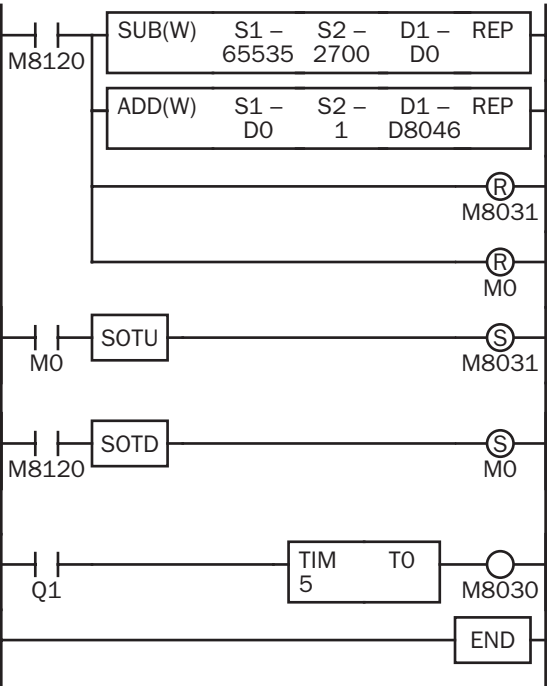 SUB(W) S1 – S2 – D1 – REP
65535 2700 D0
M8120
ADD(W) S1 – S2 – D1 – REP
D0 1 D8046
R
M8031
R
M0
SOTU S
M0 M8031
SOTD S
M8120 M0
TIM T0
5
Q1 M8030
END